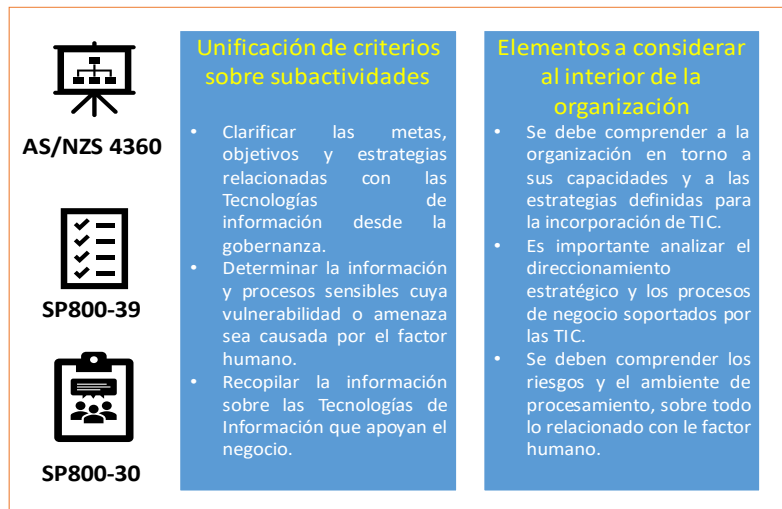 AS/NZS 4360
SP800-39
SP800-30
Unificación de criterios
sobre subactividades
• Clarificar las metas,
objetivos y estrategias
relacionadas con las
Tecnologías de
información desde la
gobernanza.
• Determinar la información
y procesos sensibles cuya
vulnerabilidad o amenaza
sea causada por el factor
humano.
• Recopilar la información
sobre las Tecnologías de
Información que apoyan el
negocio.
Elementos a considerar
al interior de la
organización
• Se debe comprender a la
organización en torno a
sus capacidades y a las
estrategias definidas para
la incorporación de TIC.
• Es importante analizar el
direccionamiento
estratégico y los procesos
de negocio soportados por
las TIC.
• Se deben comprender los
riesgos y el ambiente de
procesamiento, sobre todo
lo relacionado con le factor
humano.